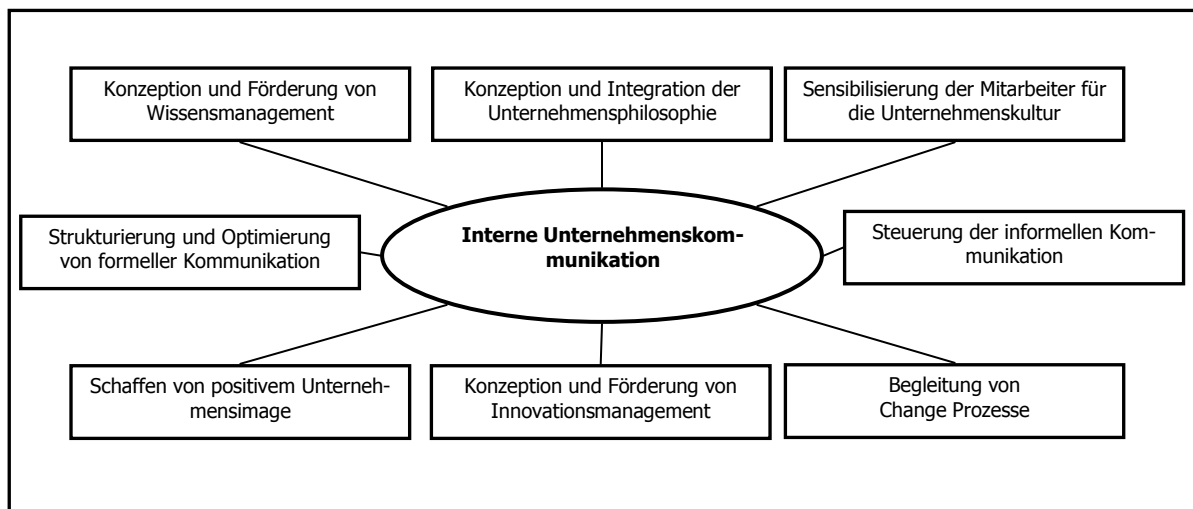 Konzeption und Förderung von
Wissensmanagement
Konzeption und Integration der
Unternehmensphilosophie
Sensibilisierung der Mitarbeiter für
die Unternehmenskultur
Strukturierung und Optimierung
von formeller Kommunikation
Interne Unternehmenskom-
munikation
Steuerung der informellen Kom-
munikation
Schaffen von positivem Unterneh-
mensimage
Konzeption und Förderung von
Innovationsmanagement
Begleitung von
Change Prozesse